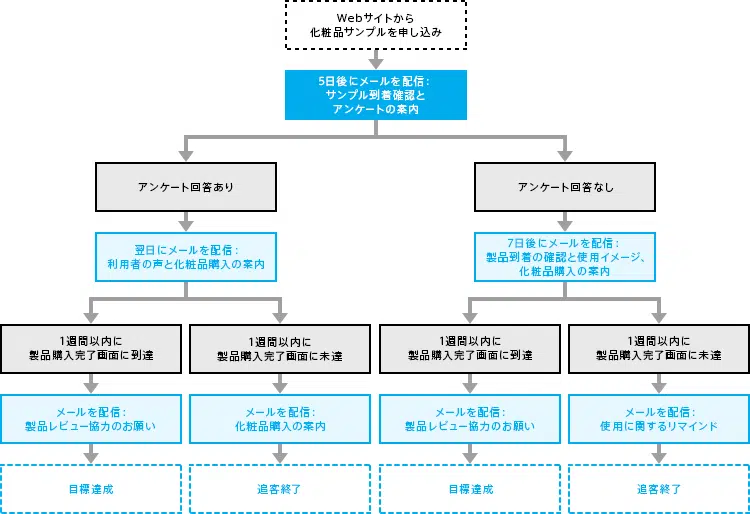 Webサイトから
化粧品サンプルを申し込み
5日後にメールを配信：
サンプル到着確認と
アンケートの案内
アンケート回答あり
アンケート回答なし
翌日にメールを配信：
利用者の声と化粧品購入の案内
7日後にメールを配信：
製品到着の確認と使用イメージ、
化粧品購入の案内
1週間以内に
製品購入完了画面に到達
1週間以内に
製品購入完了画面に未達
1週間以内に
製品購入完了画面に到達
1週間以内に
製品購入完了画面に未達
メールを配信：
製品レビュー協力のお願い
メールを配信：
化粧品購入の案内
メールを配信：
製品レビュー協力のお願い
メールを配信：
使用に関するリマインド
目標達成
追客終了
目標達成
追客終了